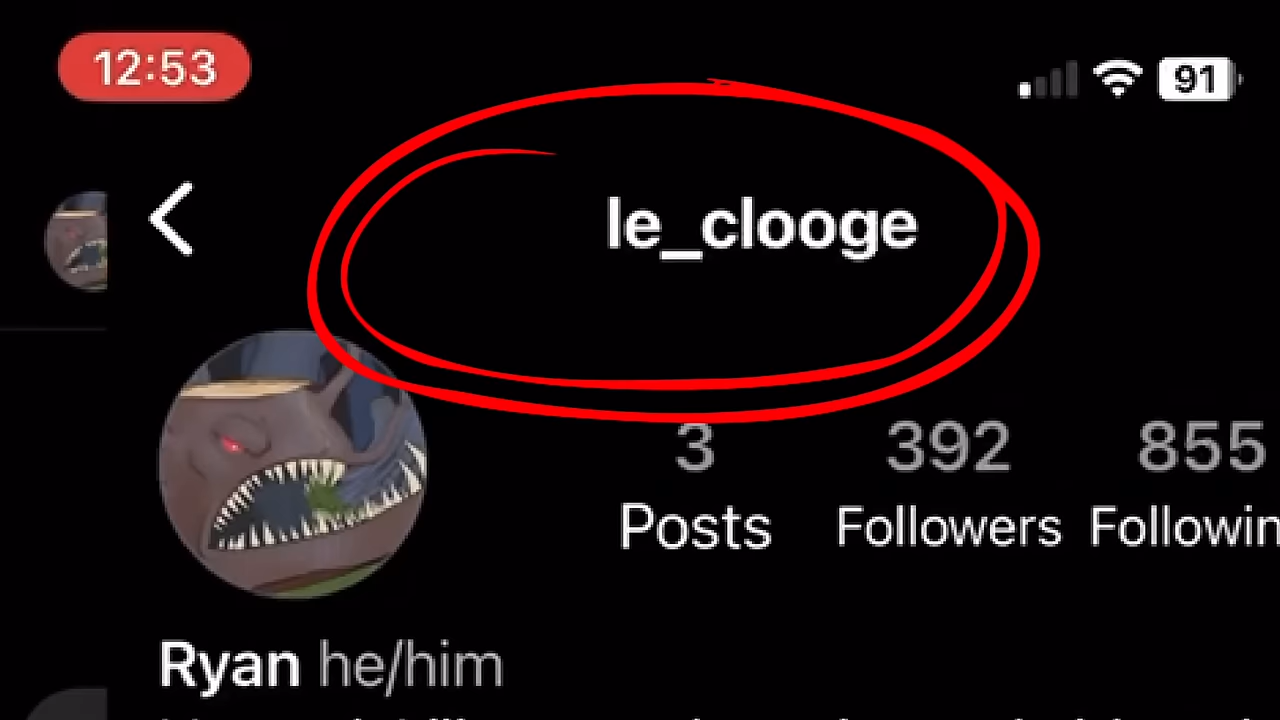 12:53
91
le_clooge
3 392 855
Posts Followers Followin
Ryan he/him